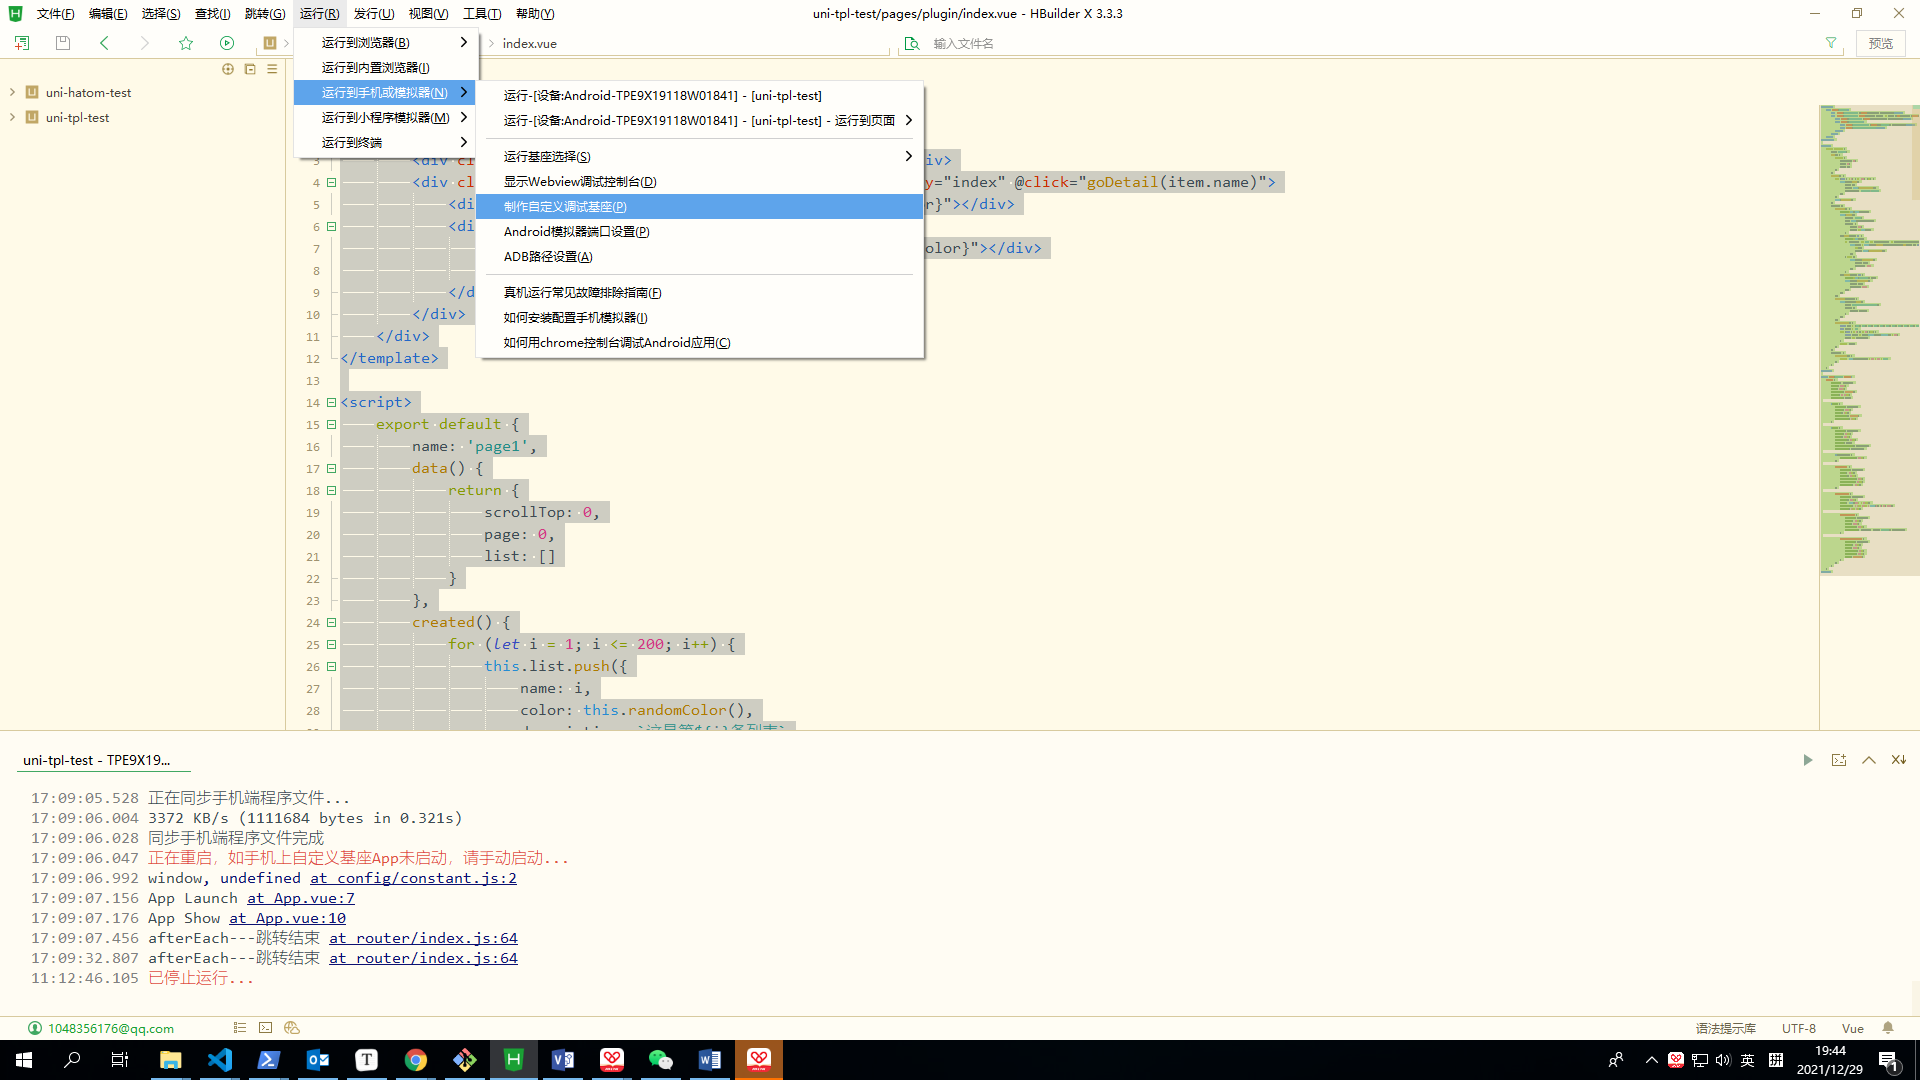 文件(F) 编辑(E) 选择(S) 查找(I) 跳转(G) 运行(R) 发行(U) 视图(V) 工具(T) 帮助(Y)
uni-tpl-test/pages/plugin/index.vue - HBuilder X 3.3.3
index.vue
输入文件名
预览
uni-hatom-test
uni-tpl-test
运行到浏览器(B)
运行到内置浏览器(I)
运行到手机或模拟器(N)
运行到小程序模拟器(M)
运行到终端
运行-[设备:Android-TPE9X19118W01841] - [uni-tpl-test]
运行-[设备:Android-TPE9X19118W01841] - [uni-tpl-test] - 运行到页面
运行基座选择(S)
显示Webview调试控制台(D)
制作自定义调试基座(P)
Android模拟器端口设置(P)
ADB路径设置(A)
真机运行常见故障排除指南(F)
如何安装配置手机模拟器(I)
如何用chrome控制台调试Android应用(C)
3 <div cl iv>
4 <div cl y="index" @click="goDetail(item.name)">
5 <di r}"></div>
6 <di
7 olor}"></div>
8
9 </d
10 </div>
11 </div>
12 </template>
13
14 <script>
15 export default {
16 name: 'page1',
17 data() {
18 return {
19 scrollTop: 0,
20 page: 0,
21 list: []
22 }
23 },
24 created() {
25 for (let i = 1; i <= 200; i++) {
26 this.list.push({
27 name: i,
28 color: this.randomColor(),
uni-tpl-test - TPE9X19...
17:09:05.528 正在同步手机端程序文件...
17:09:06.004 3372 KB/s (1111684 bytes in 0.321s)
17:09:06.028 同步手机端程序文件完成
17:09:06.047 正在重启，如手机上自定义基座App未启动，请手动启动...
17:09:06.992 window, undefined at config/constant.js:2
17:09:07.156 App Launch at App.vue:7
17:09:07.176 App Show at App.vue:10
17:09:07.456 afterEach---跳转结束 at router/index.js:64
17:09:32.807 afterEach---跳转结束 at router/index.js:64
11:12:46.105 已停止运行...
1048356176@qq.com
语法提示库 UTF-8 Vue
英 拼
19:44
2021/12/29
1